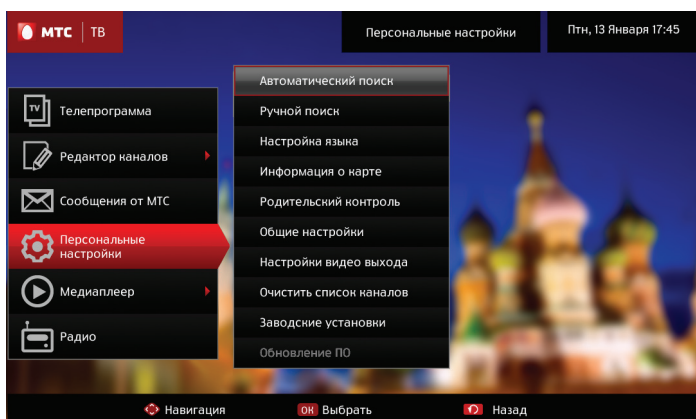 МТС ТВ
Персональные настройки
Птн, 13 Января 17:45
TV
Телепрограмма
Редактор каналов
Сообщения от МТС
Персональные
настройки
Медиаплеер
Радио
Автоматический поиск
Ручной поиск
Настройка языка
Информация о карте
Родительский контроль
Общие настройки
Настройки видео выхода
Очистить список каналов
Заводские установки
Обновление ПО
Навигация
ОК Выбрать
Назад